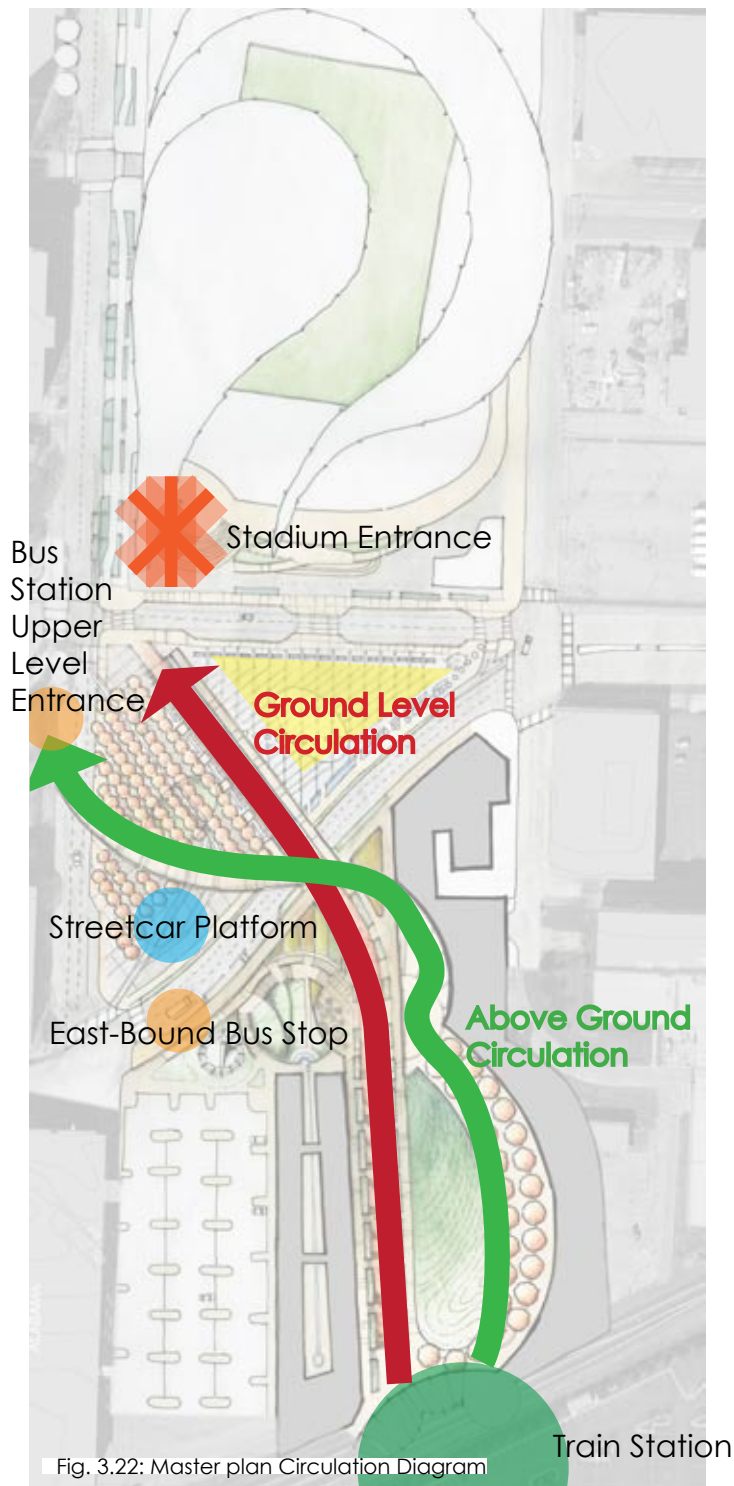 Stadium Entrance
Bus
Station
Upper
Level
Entrance
Ground Level
Circulation
Streetcar Platform
East-Bound Bus Stop
Above Ground
Circulation
Train Station
Fig. 3.22: Master plan Circulation Diagram